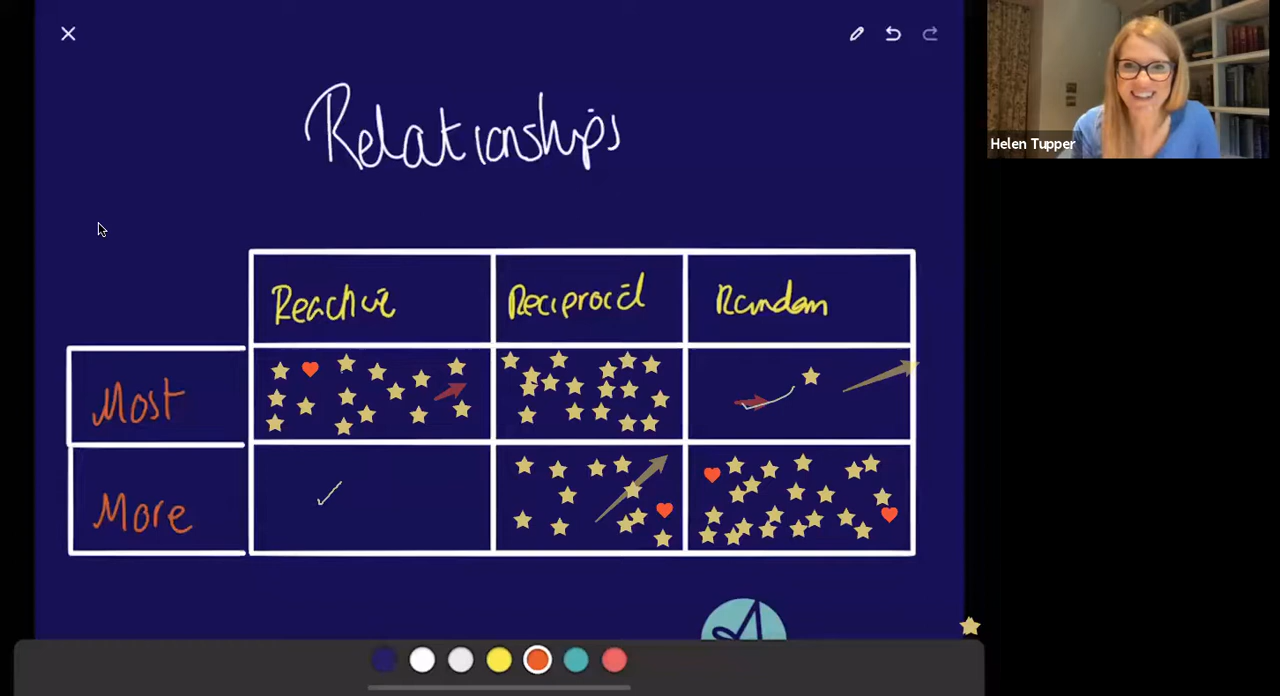 Relationships
Helen Tupper
Reactive
Reciprocal
Random
Most
More